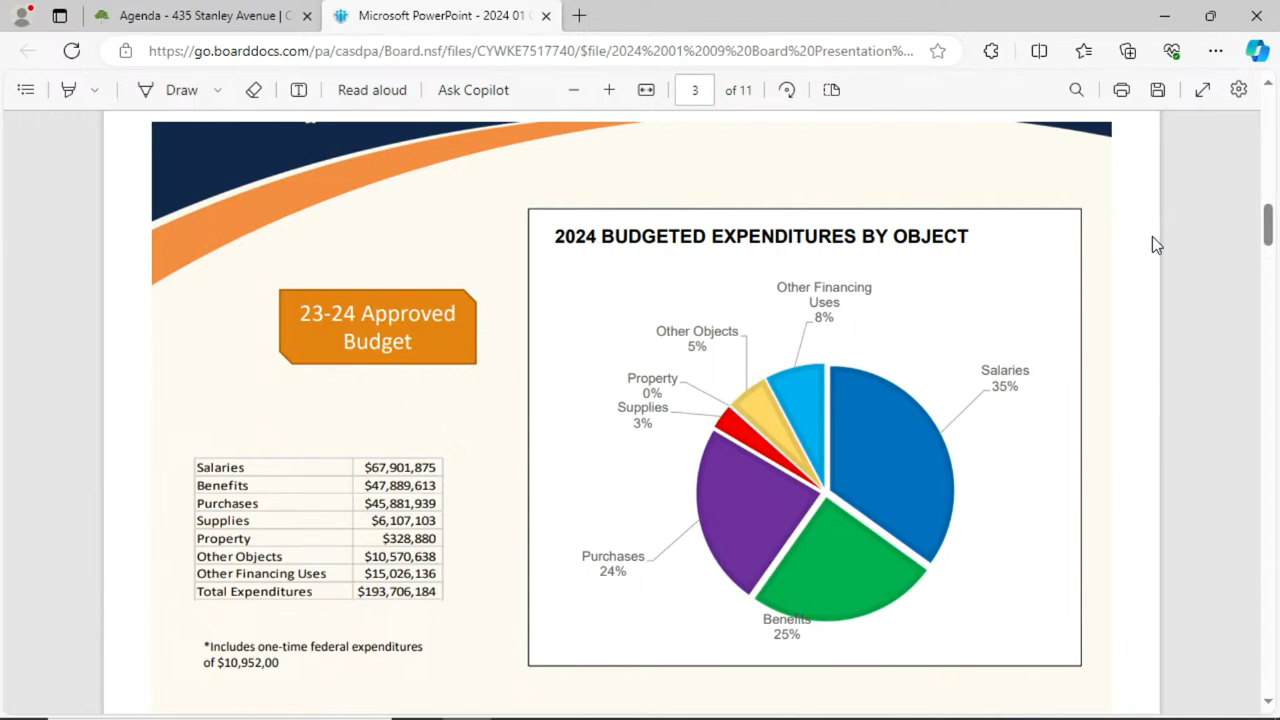 Agenda - 435 Stanley Avenue | C
Microsoft PowerPoint - 2024 01 0
https://go.boarddocs.com/pa/casdpa/Board.nsf/files/CYWKE7517740/$file/2024%2001%2009%20Board%20Presentation%...
Draw
Read aloud
Ask Copilot
3
of 11
23-24 Approved
Budget
Salaries $67,901,875
Benefits $47,889,613
Purchases $45,881,939
Supplies $6,107,103
Property $328,880
Other Objects $10,570,638
Other Financing Uses $15,026,136
Total Expenditures $193,706,184
*Includes one-time federal expenditures
of $10,952,00
2024 BUDGETED EXPENDITURES BY OBJECT
Other Financing
Uses
8%
Other Objects
5%
Property
0%
Supplies
3%
Salaries
35%
Purchases
24%
Benefits
25%